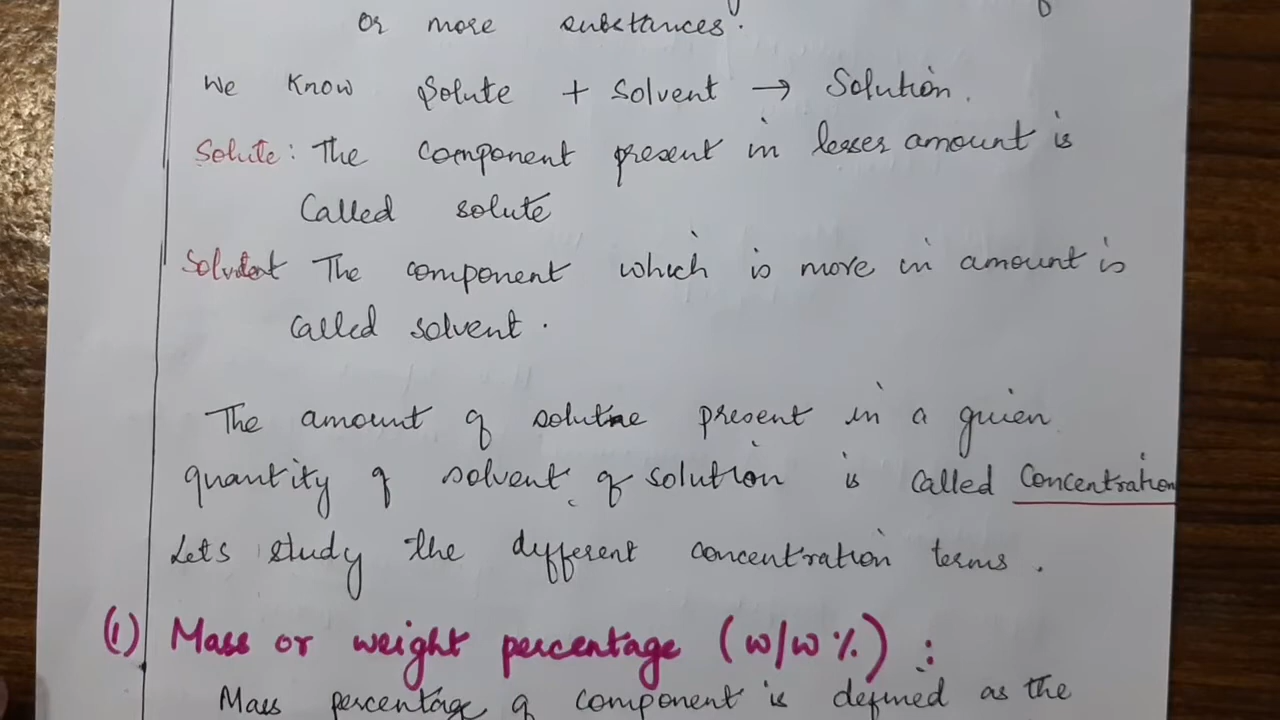 or more substances.
We Know Solute + Solvent → Solution.
Solute: The component present in lesser amount is
Called solute
Solvent The component which is more in amount is
called solvent.
The amount of solute present in a given
quantity of solvent of solution is called Concentration
Lets study the different concentration terms.
(1) Mass or weight percentage (w/w %) :
Mass percentage of component is defined as the